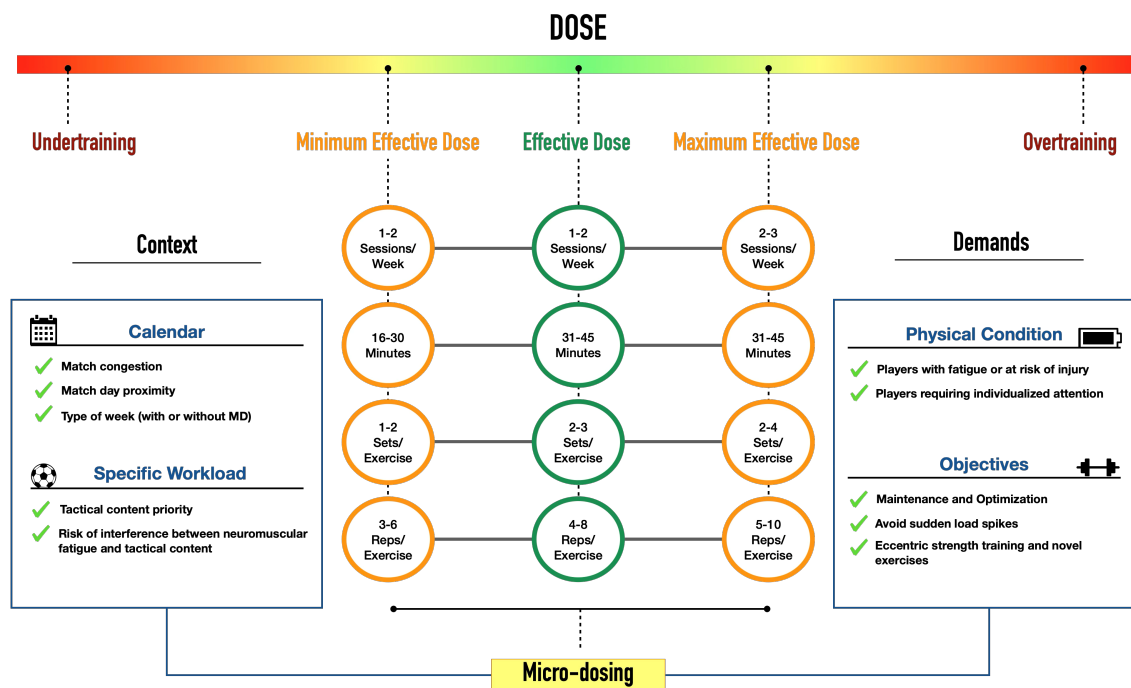 DOSE
Undertraining
Minimum Effective Dose
Effective Dose
Maximum Effective Dose
Overtraining
Context
Calendar
Match congestion
Match day proximity
Type of week (with or without MD)
Specific Workload
Tactical content priority
Risk of interference between neuromuscular
fatigue and tactical content
1-2
Sessions/
Week
1-2
Sessions/
Week
2-3
Sessions/
Week
16-30
Minutes
31-45
Minutes
31-45
Minutes
1-2
Sets/
Exercise
2-3
Sets/
Exercise
2-4
Sets/
Exercise
3-6
Reps/
Exercise
4-8
Reps/
Exercise
5-10
Reps/
Exercise
Demands
Physical Condition
Players with fatigue or at risk of injury
Players requiring individualized attention
Objectives
Maintenance and Optimization
Avoid sudden load spikes
Eccentric strength training and novel
exercises
Micro-dosing